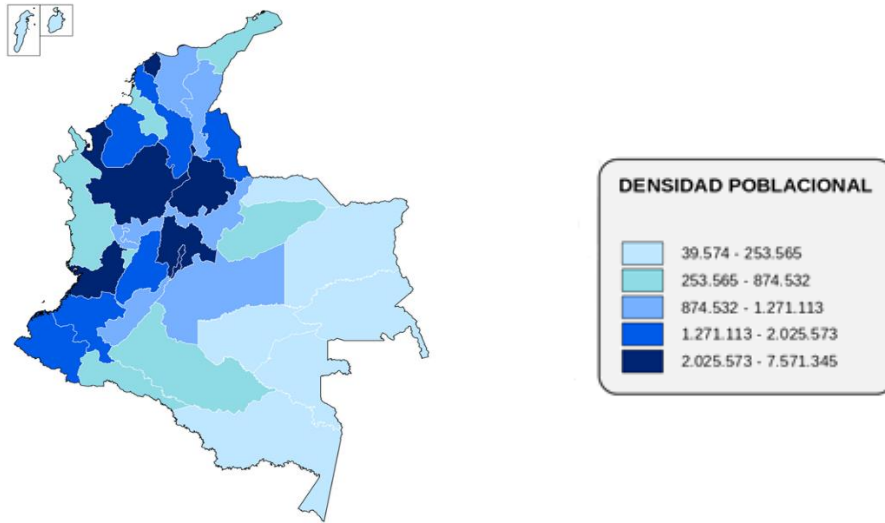 DENSIDAD POBLACIONAL
39.574 - 253.565
253.565 - 874.532
874.532 - 1.271.113
1.271.113 - 2.025.573
2.025.573 - 7.571.345